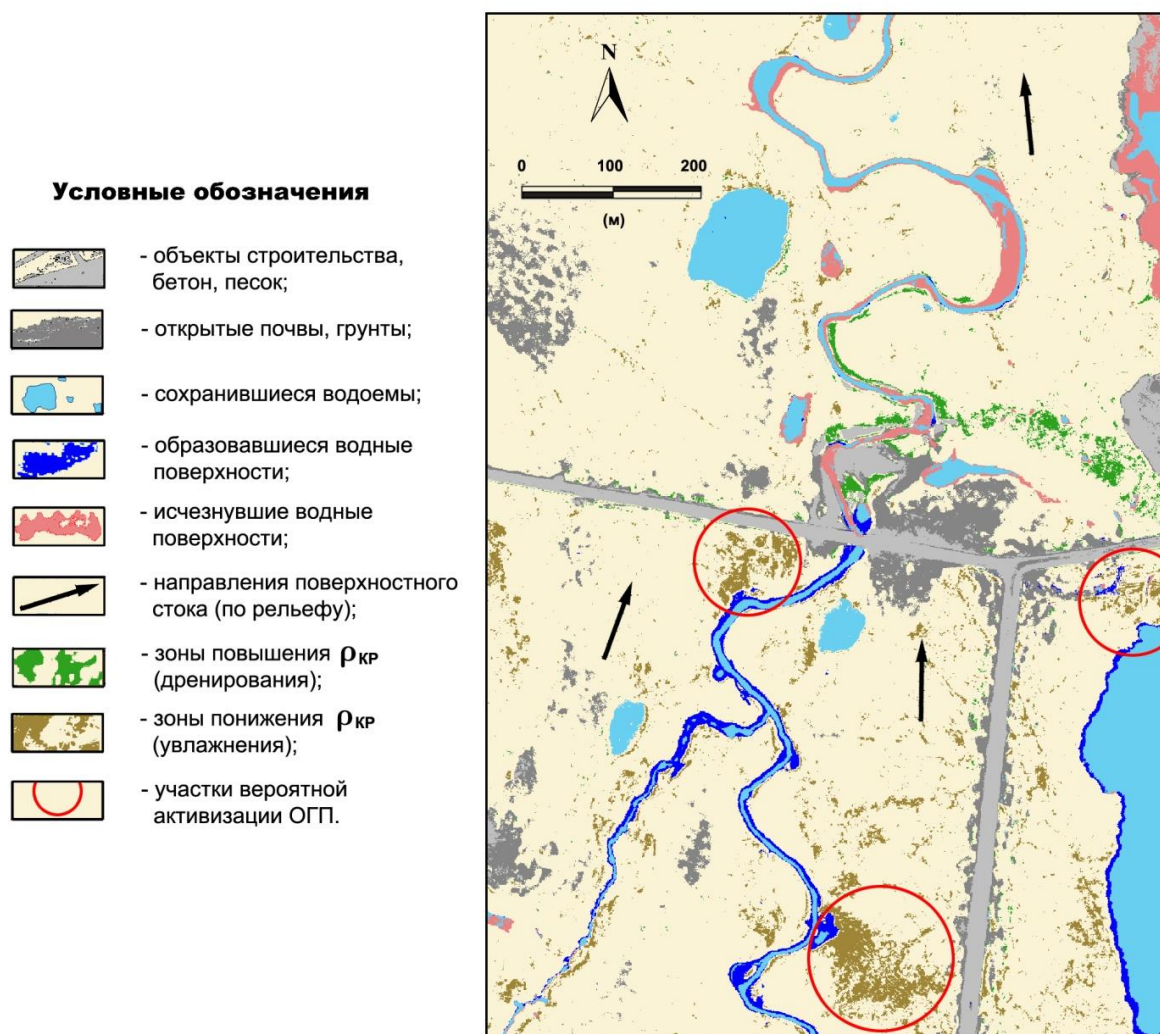 Условные обозначения
- объекты строительства,
бетон, песок;
- открытые почвы, грунты;
- сохранившиеся водоемы;
- образовавшиеся водные
поверхности;
- исчезнувшие водные
поверхности;
- направления поверхностного
стока (по рельефу);
- зоны повышения ρкр
(дренирования);
- зоны понижения ρкр
(увлажнения);
- участки вероятной
активизации ОГП.
N
0 100 200
(м)